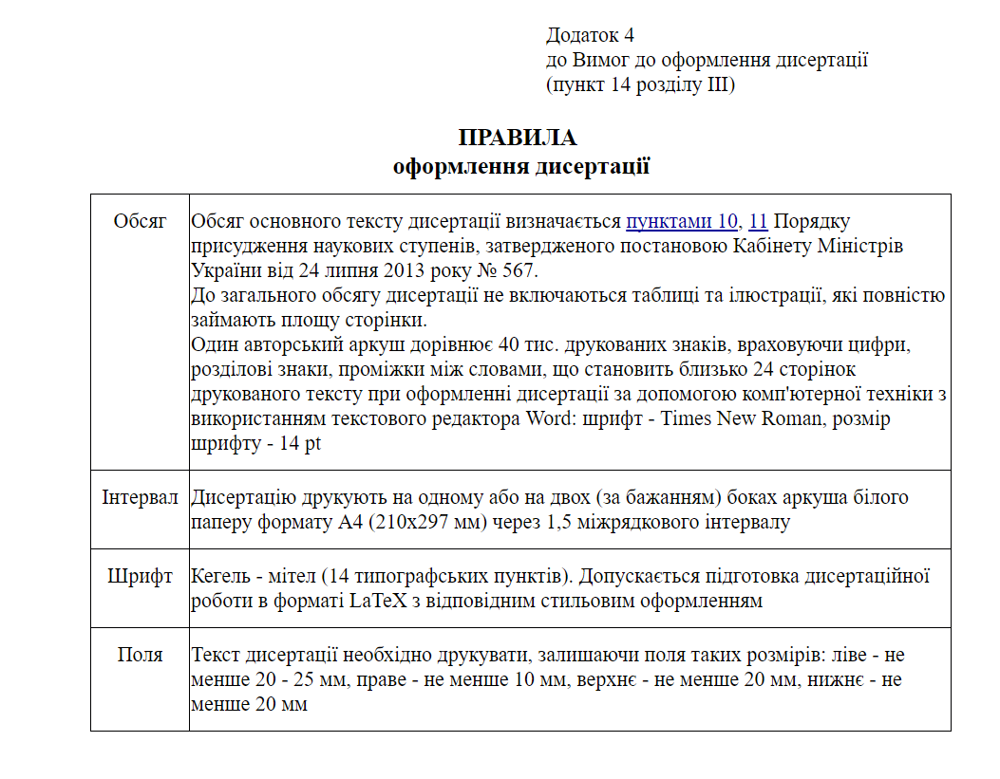 Додаток 4
до Вимог до оформлення дисертації
(пункт 14 розділу III)
ПРАВИЛА
оформлення дисертації
Обсяг
Обсяг основного тексту дисертації визначається пунктами 10, 11 Порядку
присудження наукових ступенів, затвердженого постановою Кабінету Міністрів
України від 24 липня 2013 року № 567.
До загального обсягу дисертації не включаються таблиці та ілюстрації, які повністю
займають площу сторінки.
Один авторський аркуш дорівнює 40 тис. друкованих знаків, враховуючи цифри,
розділові знаки, проміжки між словами, що становить близько 24 сторінок
друкованого тексту при оформленні дисертації за допомогою комп'ютерної техніки з
використанням текстового редактора Word: шрифт - Times New Roman, розмір
шрифту - 14 pt
Інтервал
Дисертацію друкують на одному або на двох (за бажанням) боках аркуша білого
паперу формату А4 (210x297 мм) через 1,5 міжрядкового інтервалу
Шрифт
Кегель - мітел (14 типографських пунктів). Допускається підготовка дисертаційної
роботи в форматі LaTeX з відповідним стильовим оформленням
Поля
Текст дисертації необхідно друкувати, залишаючи поля таких розмірів: ліве - не
менше 20 - 25 мм, праве - не менше 10 мм, верхнє - не менше 20 мм, нижнє - не
менше 20 мм